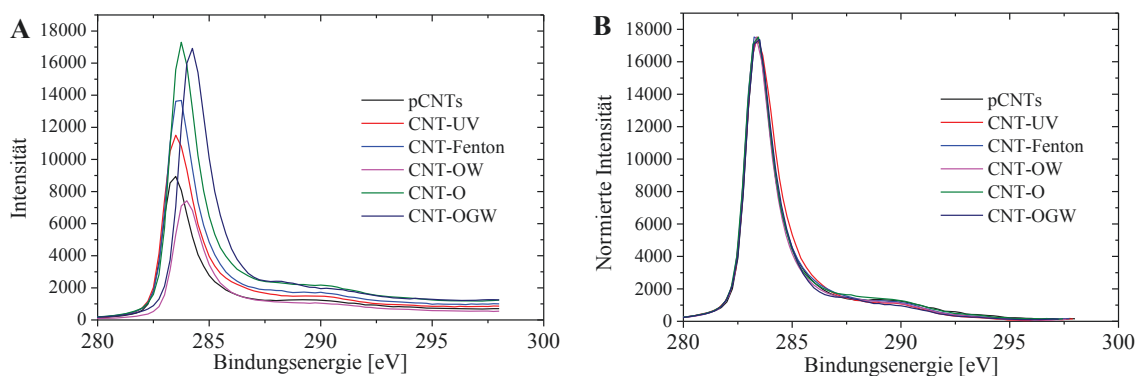 A
Intensität
18000
16000
14000
12000
10000
8000
6000
4000
2000
0
pCNTs
CNT-UV
CNT-Fenton
CNT-OW
CNT-O
CNT-OGW
280 285 290 295 300
Bindungsenergie [eV]
B
Normierte Intensität
18000
16000
14000
12000
10000
8000
6000
4000
2000
0
pCNTs
CNT-UV
CNT-Fenton
CNT-OW
CNT-O
CNT-OGW
280 285 290 295 300
Bindungsenergie [eV]